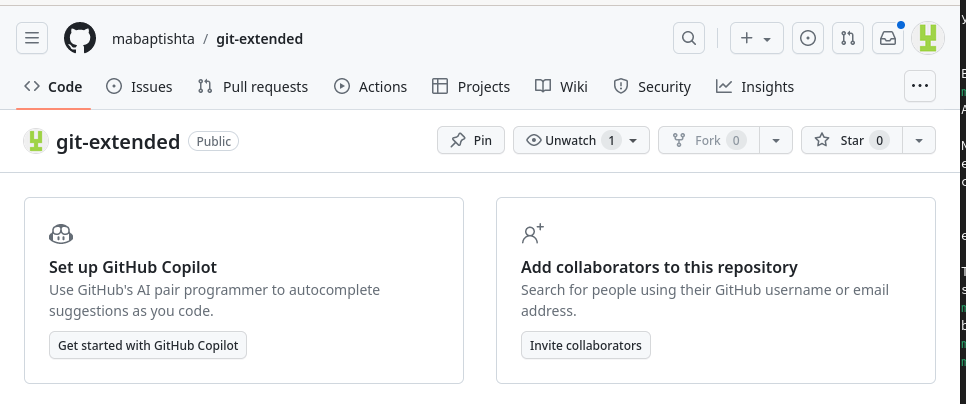 mabaptishta / git-extended
Code Issues Pull requests Actions Projects Wiki Security Insights
git-extended Public Pin Unwatch 1 Fork 0 Star 0
Set up GitHub Copilot
Use GitHub's AI pair programmer to autocomplete
suggestions as you code.
Get started with GitHub Copilot
Add collaborators to this repository
Search for people using their GitHub username or email
address.
Invite collaborators